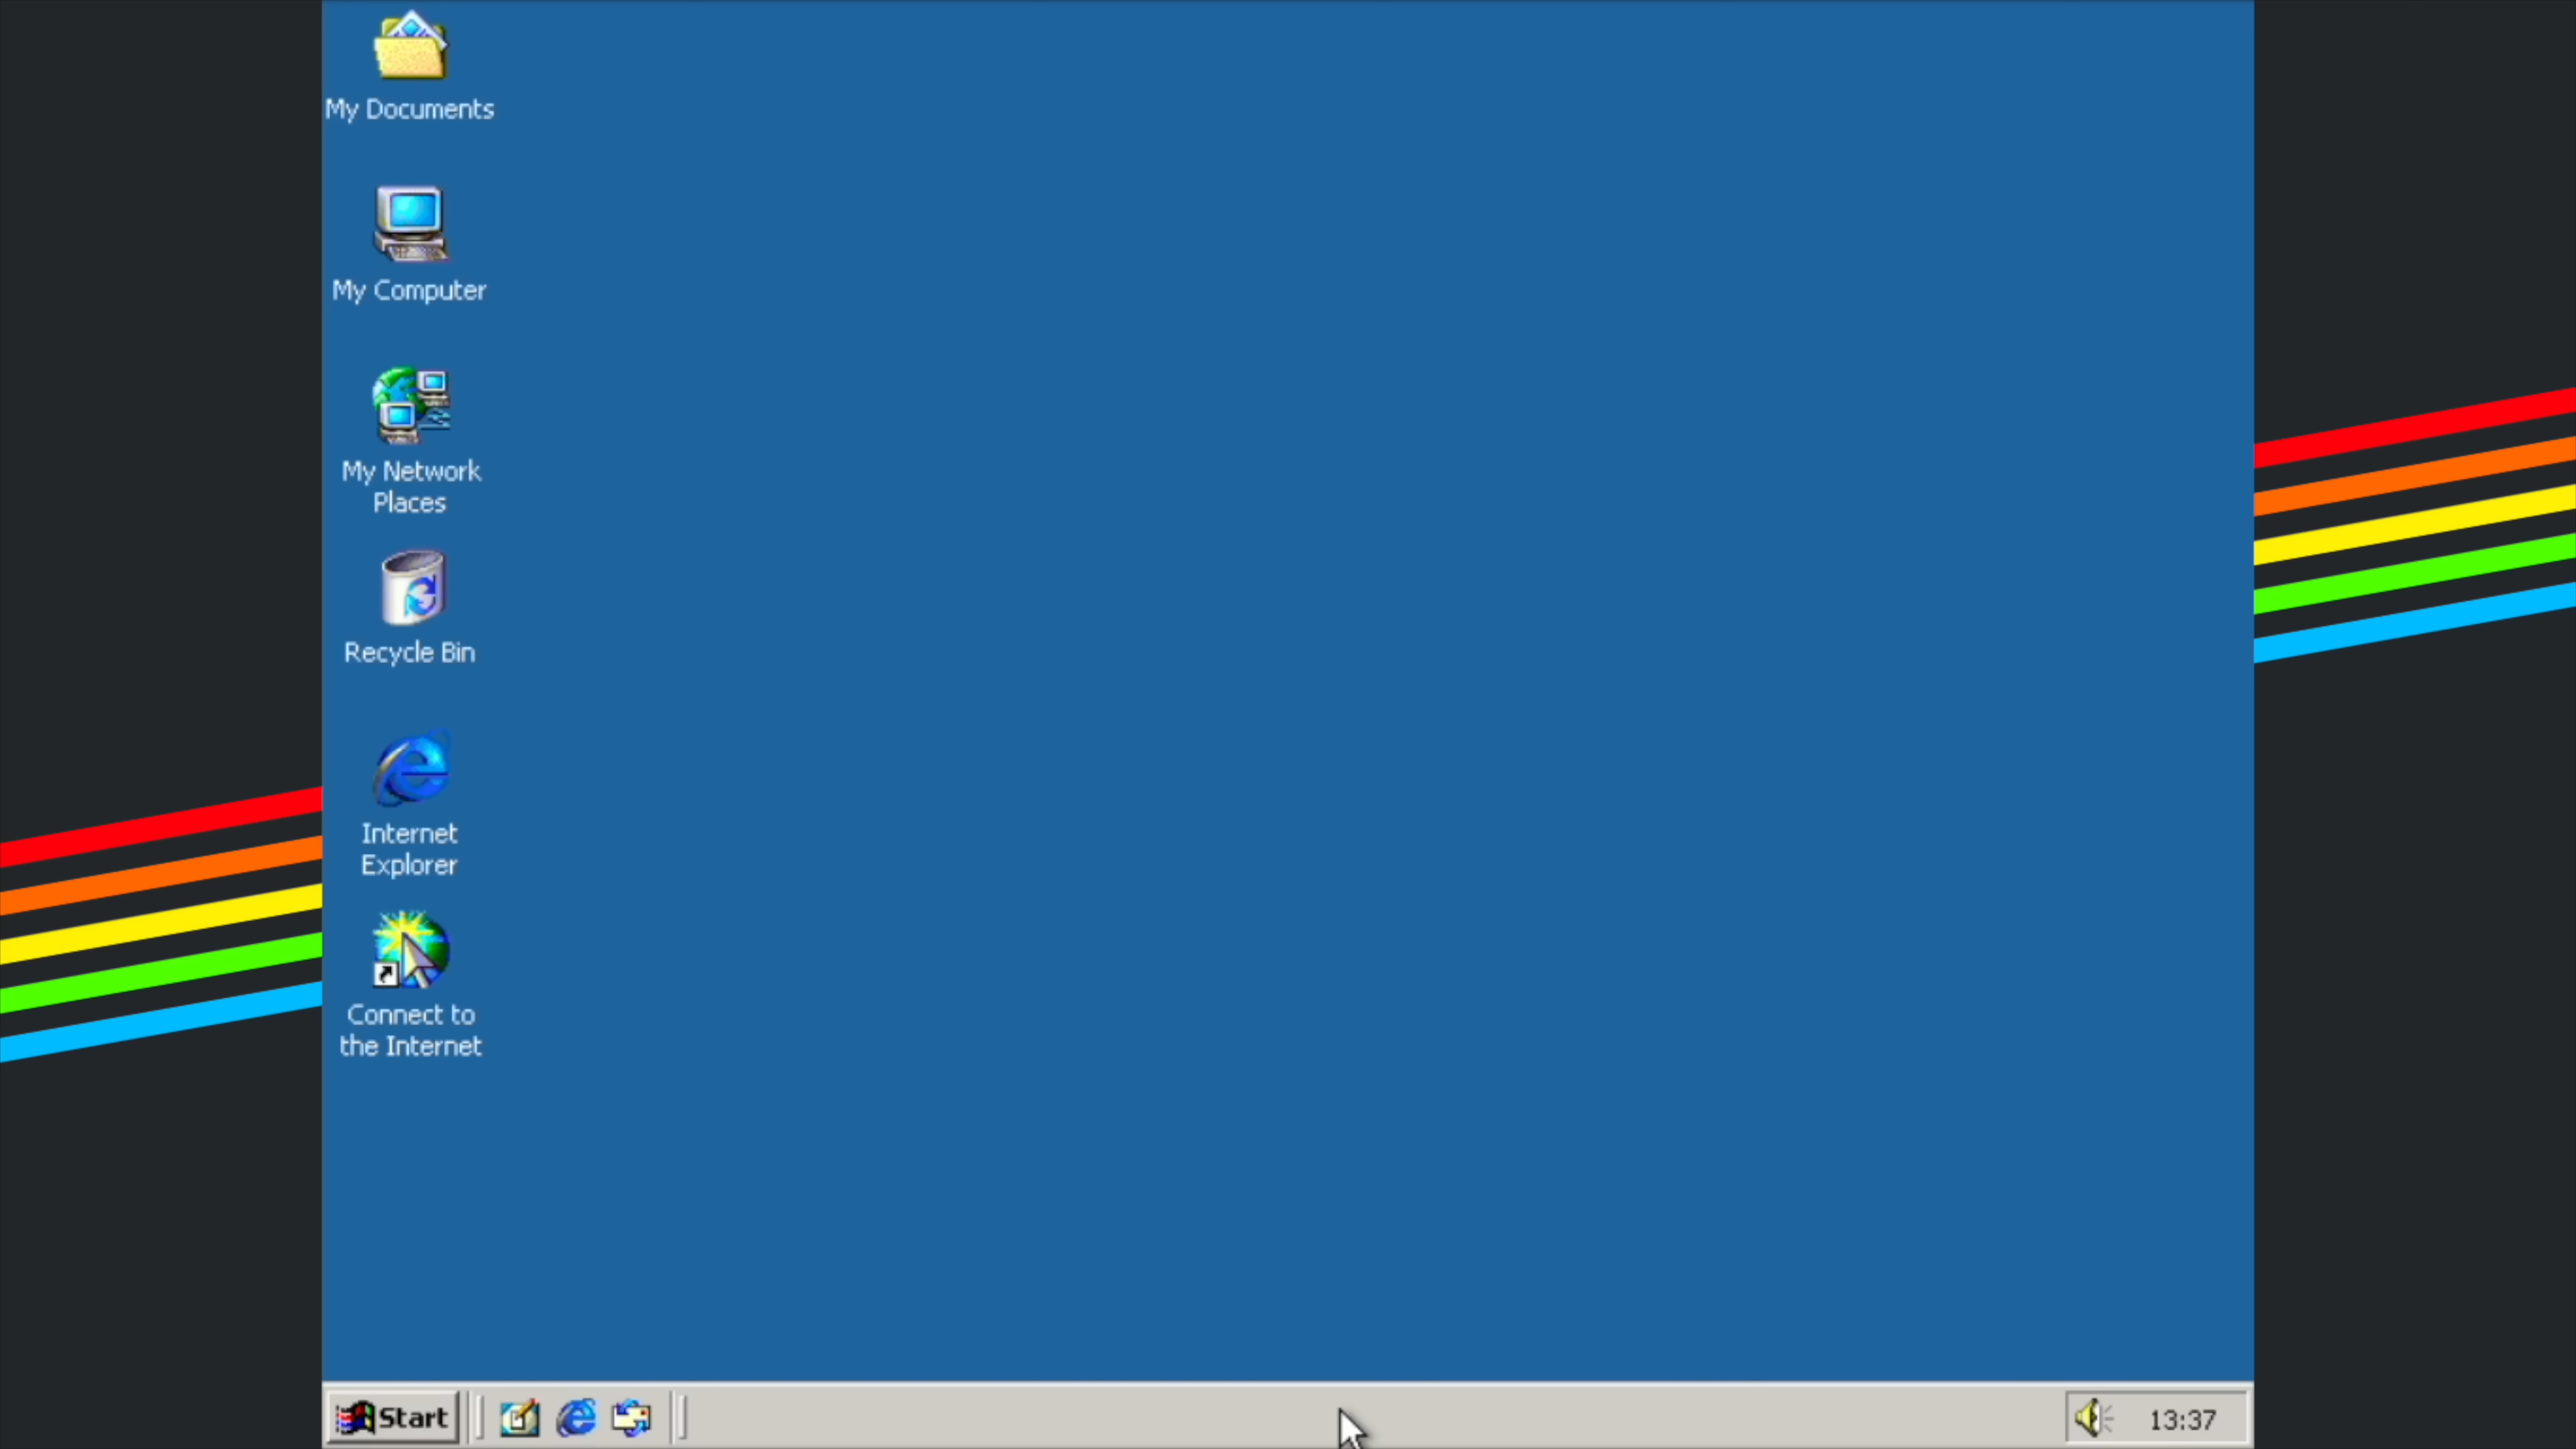 My Documents
My Computer
My Network
Places
Recycle Bin
Internet
Explorer
Connect to
the Internet
Start
13:37